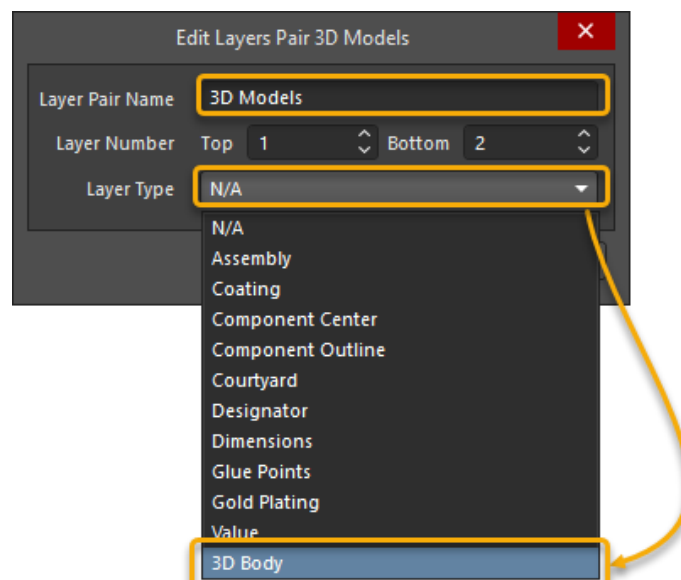 Edit Layers Pair 3D Models
Layer Pair Name 3D Models
Layer Number Top 1 Bottom 2
Layer Type N/A
N/A
Assembly
Coating
Component Center
Component Outline
Courtyard
Designator
Dimensions
Glue Points
Gold Plating
Value
3D Body